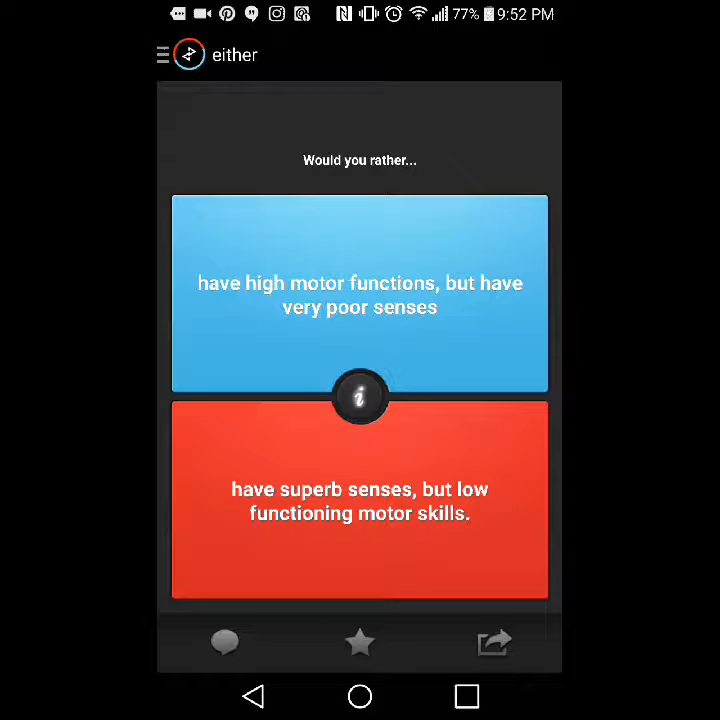 77% 9:52 PM
either
Would you rather...
have high motor functions, but have
very poor senses
i
have superb senses, but low
functioning motor skills.